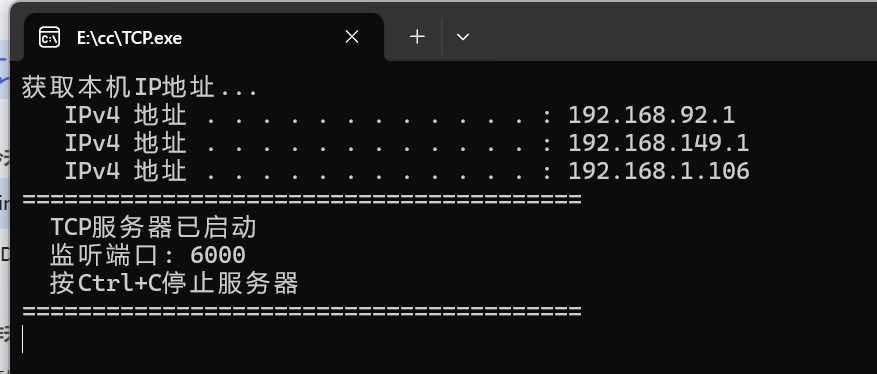 E:\cc\TCP.exe
获取本机IP地址...
IPv4 地址 . . . . . . . . . . . . : 192.168.92.1
IPv4 地址 . . . . . . . . . . . . : 192.168.149.1
IPv4 地址 . . . . . . . . . . . . : 192.168.1.106
========================================
TCP服务器已启动
监听端口: 6000
按Ctrl+C停止服务器
========================================